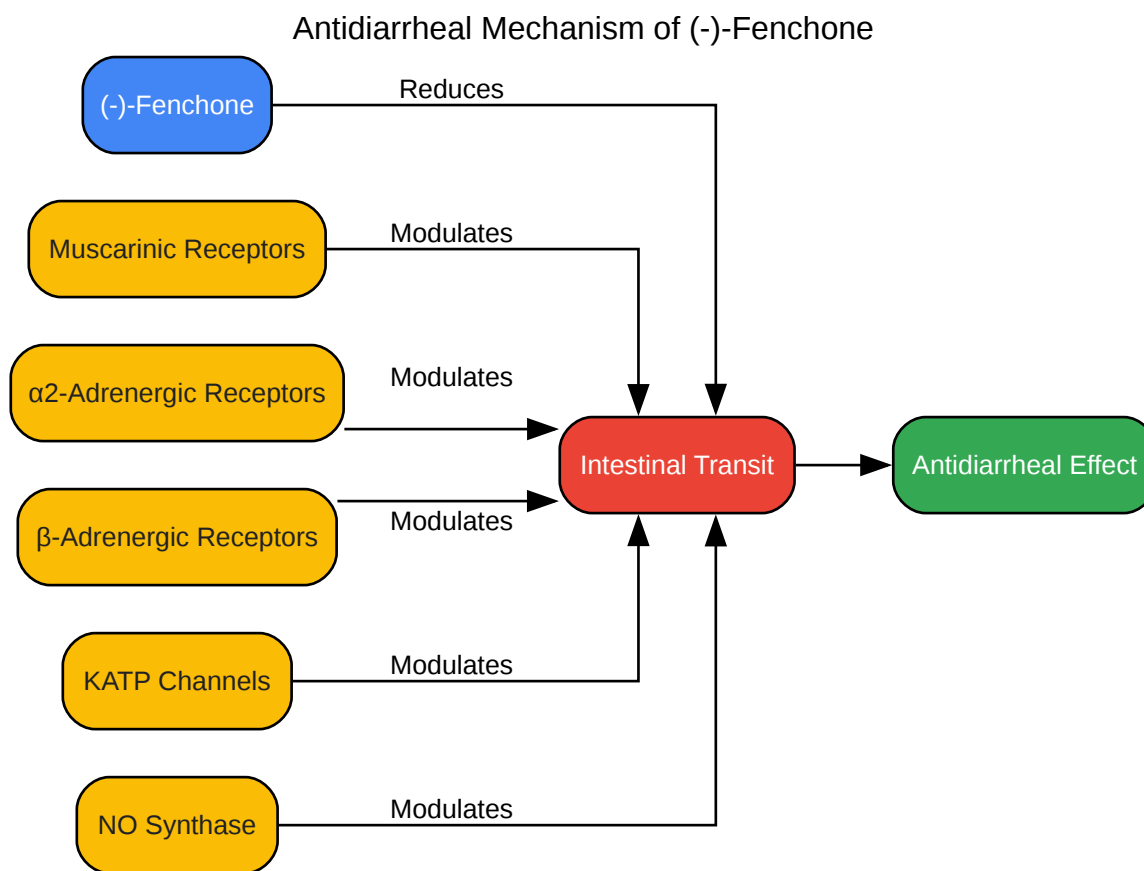 Antidiarrheal Mechanism of (-)-Fenchone
(-)-Fenchone
Reduces
Muscarinic Receptors
Modulates
α2-Adrenergic Receptors
Modulates
β-Adrenergic Receptors
Modulates
Intestinal Transit
Antidiarrheal Effect
KATP Channels
Modulates
NO Synthase
Modulates